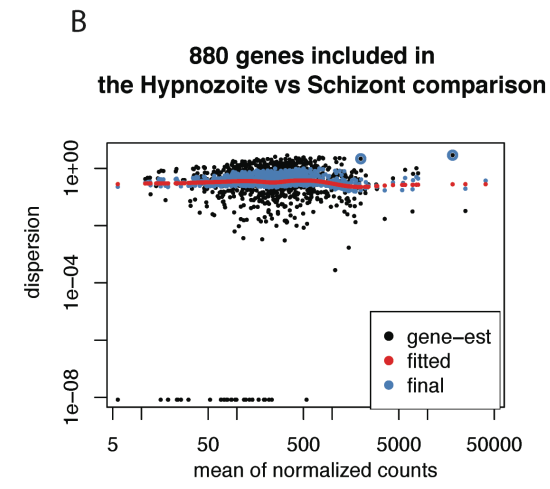 B
880 genes included in
the Hypnozoite vs Schizont comparison
dispersion
1e+00
1e−04
1e−08
gene−est
fitted
final
5 50 500 5000 50000
mean of normalized counts